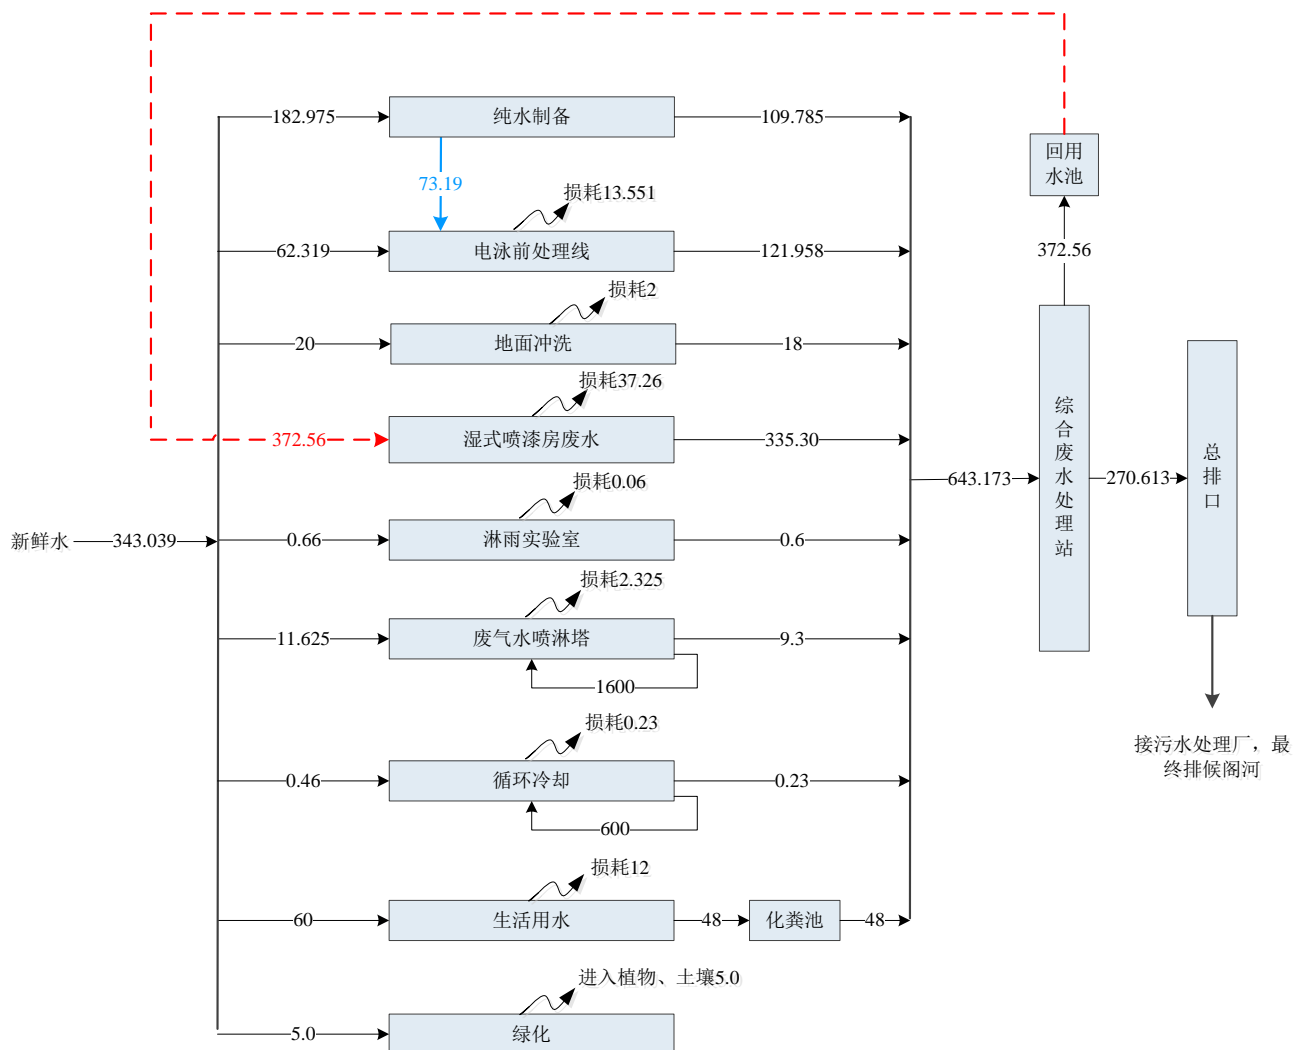 182.975
纯水制备
109.785
回用
水池
73.19
损耗13.551
62.319
电泳前处理线
121.958
372.56
损耗2
20
地面冲洗
18
损耗37.26
372.56
湿式喷漆房废水
335.30
综合废水处理站
总排口
643.173
270.613
损耗0.06
新鲜水
343.039
0.66
淋雨实验室
0.6
损耗2.325
11.625
废气水喷淋塔
9.3
1600
损耗0.23
接污水处理厂，最
终排候阁河
0.46
循环冷却
0.23
600
损耗12
60
生活用水
48
化粪池
48
进入植物、土壤5.0
5.0
绿化